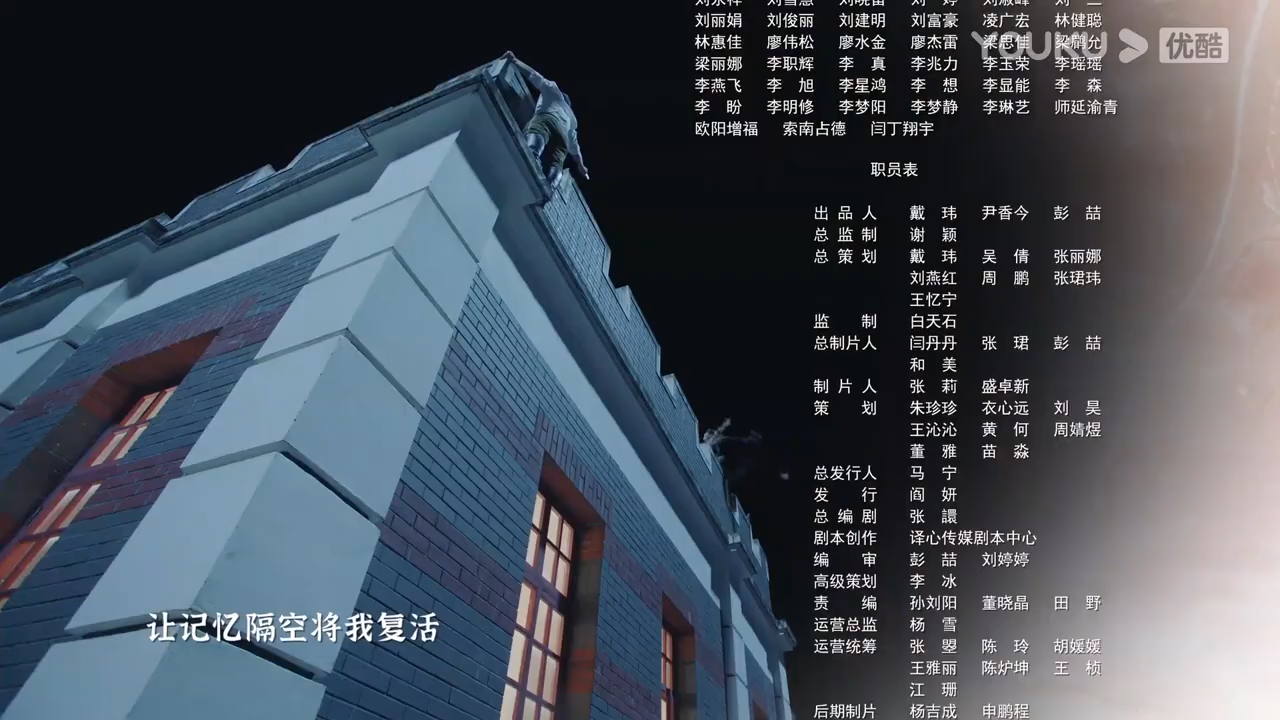 刘丽娟 刘俊丽 刘建明 刘富豪 凌广宏 林健聪
林惠佳 廖伟松 廖水金 廖杰雷 梁思佳 梁鹇允
YOUKU 优酷
梁丽娜 李职辉 李真 李兆力 李玉荣 李瑶瑶
李燕飞 李旭 李星鸿 李想 李显能 李森
李盼 李明修 李梦阳 李梦静 李琳艺 师延渝青
欧阳增福 索南占德 闫丁翔宇
职员表
出品人 戴玮 尹香今 彭喆
总监制 谢颖
总策划 戴玮 吴倩 张丽娜
刘燕红 周鹏 张珺玮
王忆宁
监制 白天石
总制片人 闫丹丹 张珺 彭喆
和美
制片人 张莉 盛卓新
策划 朱珍珍 衣心远 刘昊
王沁沁 黄何 周婧煜
董雅 苗淼
总发行人 马宁
发行 阎妍
总编剧 张譞
剧本创作 译心传媒剧本中心
编审 彭喆 刘婷婷
高级策划 李冰
责编 孙刘阳 董晓晶 田野
运营总监 杨雪
运营统筹 张曌 陈玲 胡媛媛
王雅丽 陈炉坤 王桢
江珊
后期制片 杨吉成 申鹏程
让记忆隔空将我复活